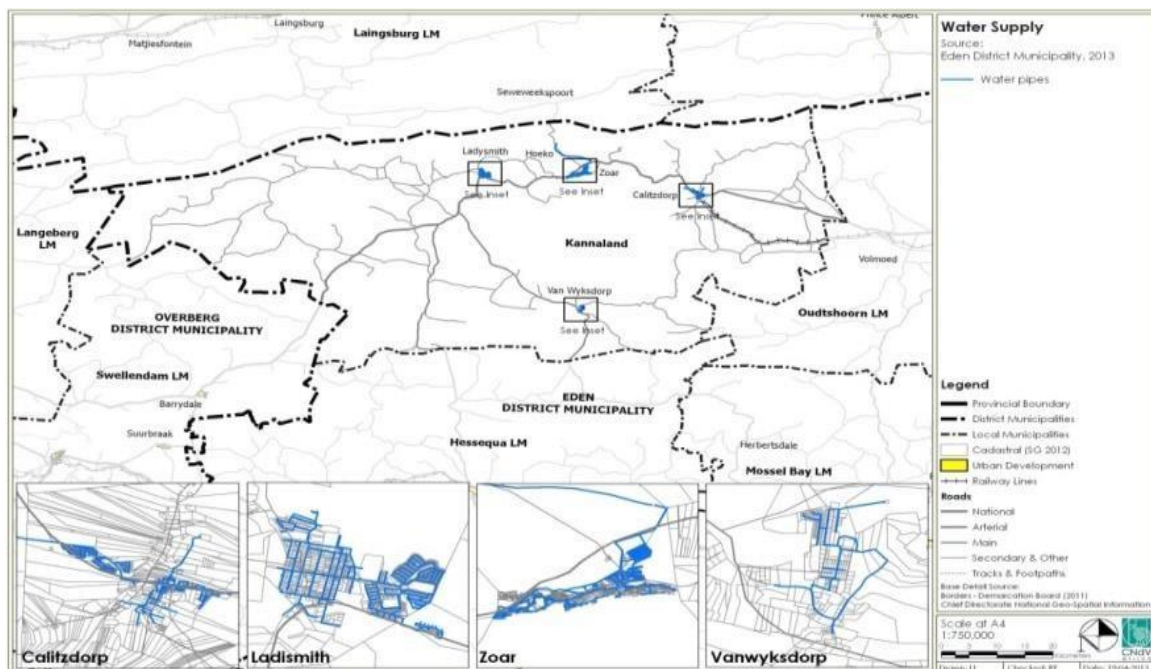 Laingsburg
Matjiesfontein
Laingsburg LM
Prince Albert
Seweweekspoort
Ladysmith
Hoeko
Zoar
See Inset
See Inset
Calitzdorp
See Inset
Langeberg
LM
Kannaland
Volmoed
Van Wyksdorp
See Inset
OVERBERG
DISTRICT MUNICIPALITY
Oudtshoorn LM
Swellendam LM
EDEN
DISTRICT MUNICIPALITY
Barrydale
Suurbraak
Hessequa LM
Herbertsdale
Mossel Bay LM
Calitzdorp
Ladismith
Zoar
Vanwyksdorp
Water Supply
Source:
Eden District Municipality, 2013
Water pipes
Legend
Provincial Boundary
District Municipalities
Local Municipalities
Cadastral (SG 2012)
Urban Development
Railway Lines
Roads
National
Arterial
Main
Secondary & Other
Tracks & Footpaths
Base Detail Source:
Borders - Demarcation Board (2011)
Chief Directorate National Geo-Spatial Information
Scale at A4
1:750,000
CNdV